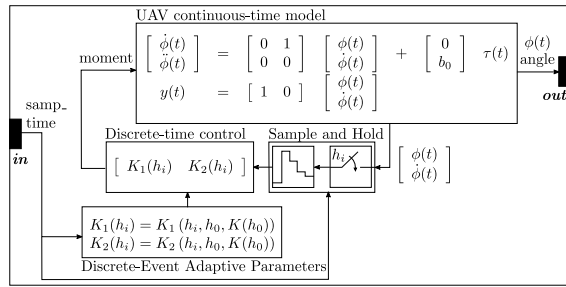 UAV continuous-time model
[ φ̇(t) φ̈(t) ] = [ 0 1 0 0 ] [ φ(t) φ̇(t) ] + [ 0 b₀ ] τ(t)
y(t) = [ 1 0 ] [ φ(t) φ̇(t) ]
moment
φ(t)
angle
out
samp_
time
in
Discrete-time control
[ K₁(hᵢ) K₂(hᵢ) ]
Sample and Hold
hᵢ
[ φ(t) φ̇(t) ]
K₁(hᵢ) = K₁ (hᵢ, h₀, K(h₀))
K₂(hᵢ) = K₂ (hᵢ, h₀, K(h₀))
Discrete-Event Adaptive Parameters